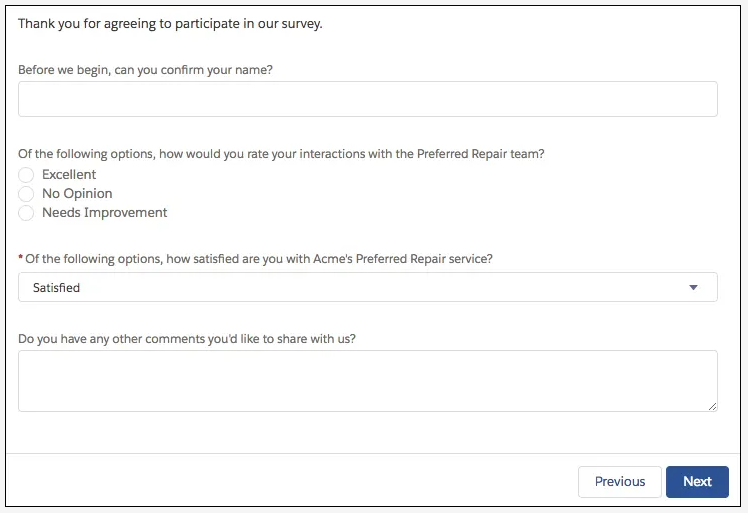 Thank you for agreeing to participate in our survey.
Before we begin, can you confirm your name?
Of the following options, how would you rate your interactions with the Preferred Repair team?
Excellent
No Opinion
Needs Improvement
* Of the following options, how satisfied are you with Acme's Preferred Repair service?
Satisfied
Do you have any other comments you'd like to share with us?
Previous Next